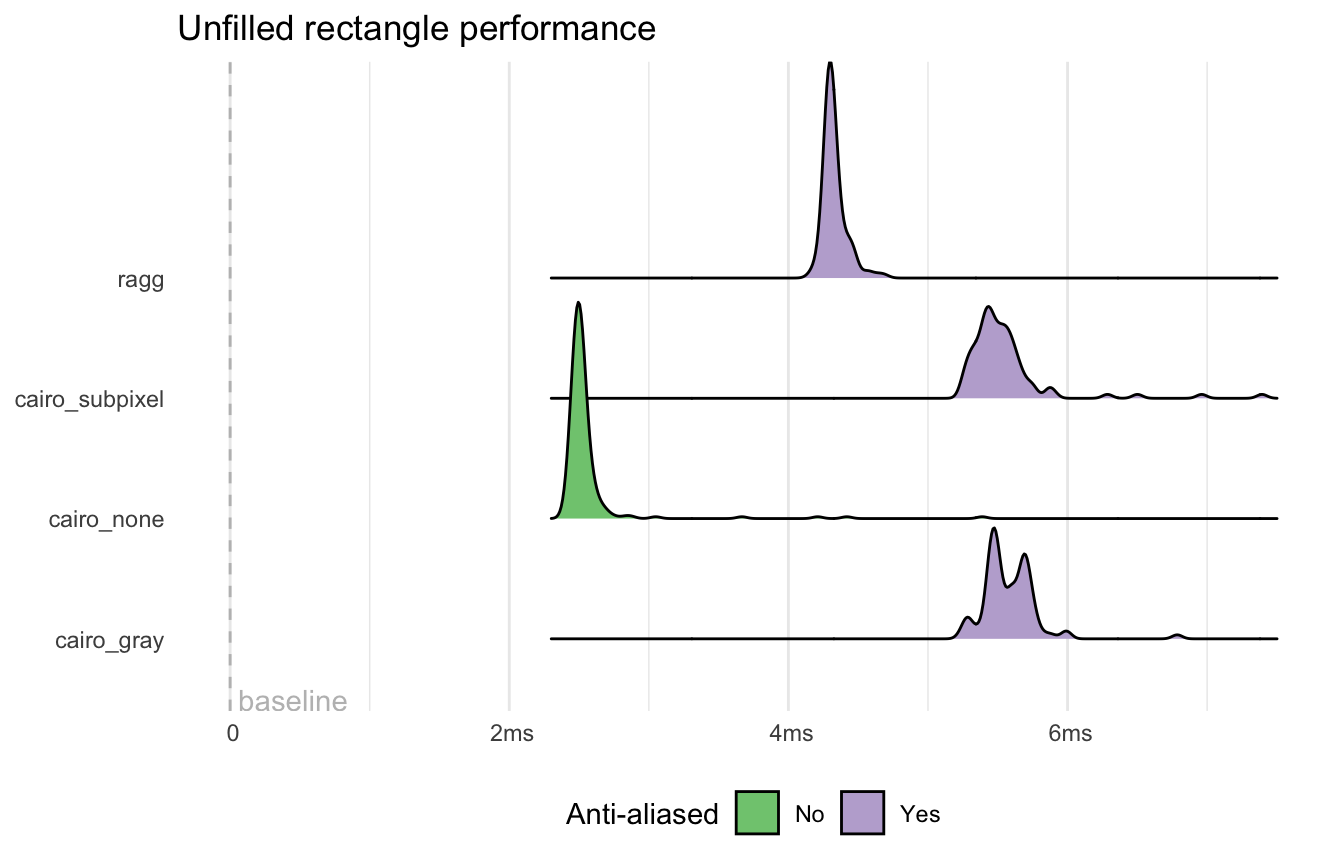 Unfilled rectangle performance
ragg
cairo_subpixel
cairo_none
cairo_gray
baseline
0 2ms 4ms 6ms
Anti-aliased No Yes